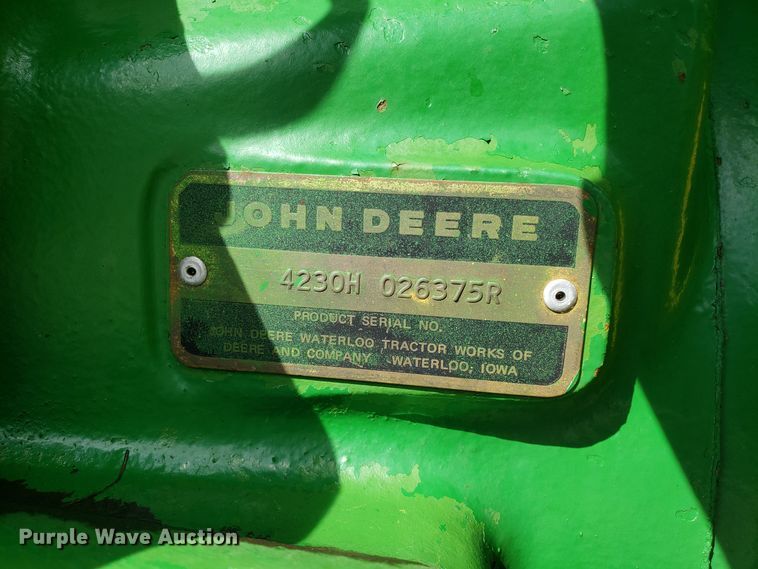 JOHN DEERE
4230H 026375R
PRODUCT SERIAL NO.
JOHN DEERE WATERLOO TRACTOR WORKS OF
DEERE AND COMPANY WATERLOO, IOWA
Purple Wave Auction